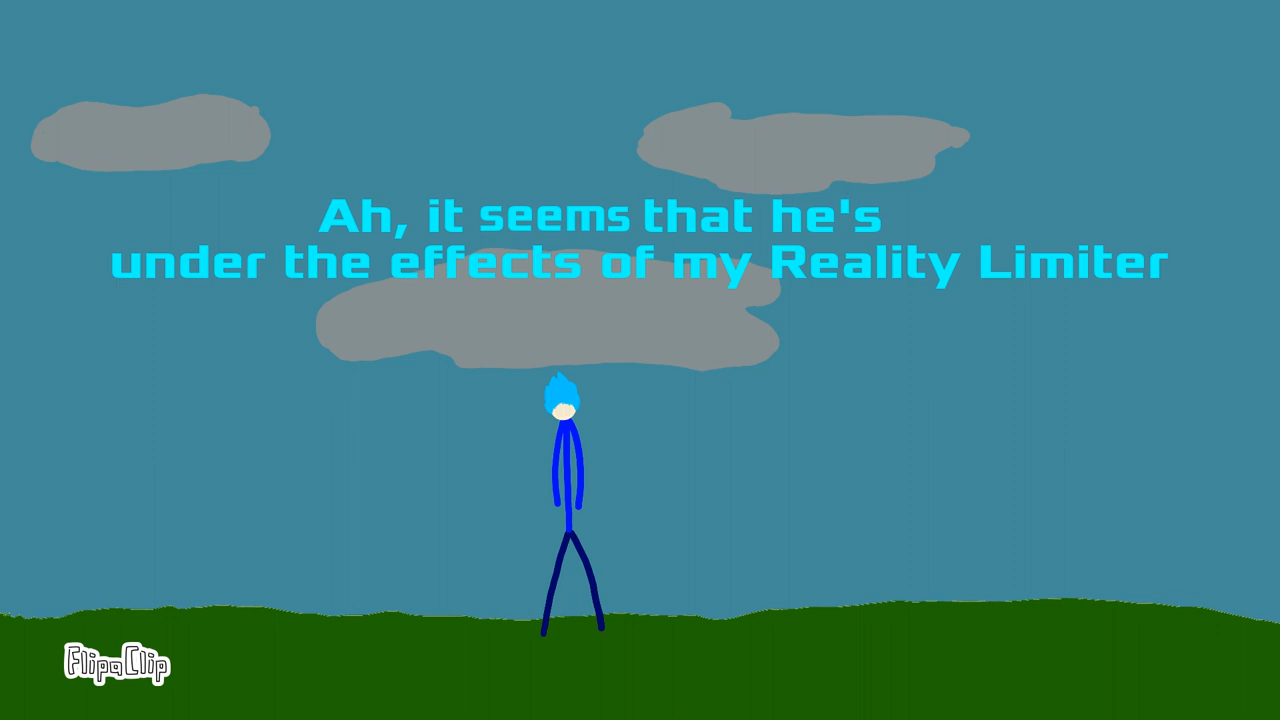 Ah, it seems that he's
under the effects of my Reality Limiter
FlipaClip